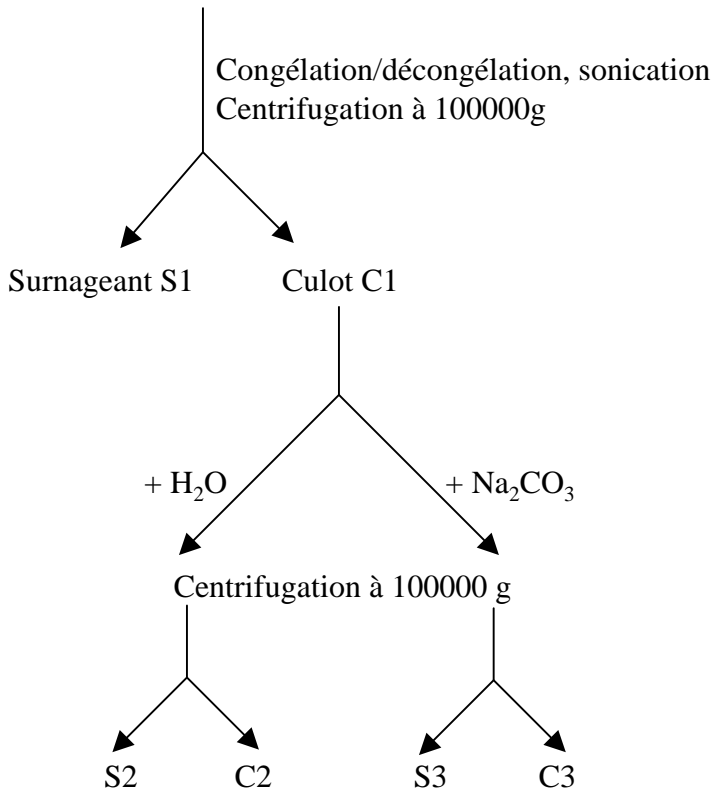 Congélation/décongélation, sonication
Centrifugation à 100000g
Surnageant S1 Culot C1
+ H₂O + Na₂CO₃
Centrifugation à 100000 g
S2 C2 S3 C3